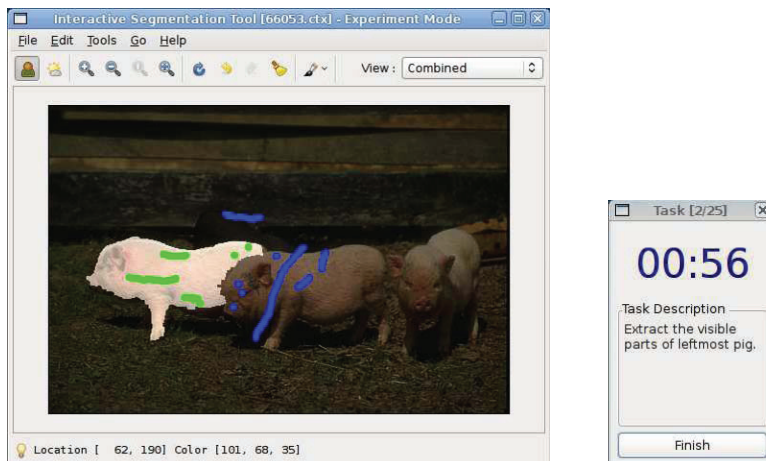 Interactive Segmentation Tool [66053.ctx] - Experiment Mode
File Edit Tools Go Help
View : Combined
Location [ 62, 190] Color [101, 68, 35]
Task [2/25]
00:56
Task Description
Extract the visible
parts of leftmost pig.
Finish